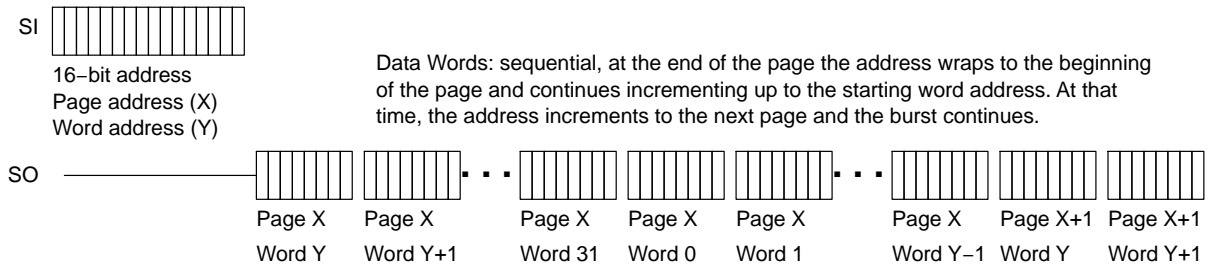 SI
16−bit address
Page address (X)
Word address (Y)
Data Words: sequential, at the end of the page the address wraps to the beginning
of the page and continues incrementing up to the starting word address. At that
time, the address increments to the next page and the burst continues.
SO
Page X Page X Page X Page X Page X Page X Page X+1 Page X+1
Word Y Word Y+1 Word 31 Word 0 Word 1 Word Y−1 Word Y Word Y+1